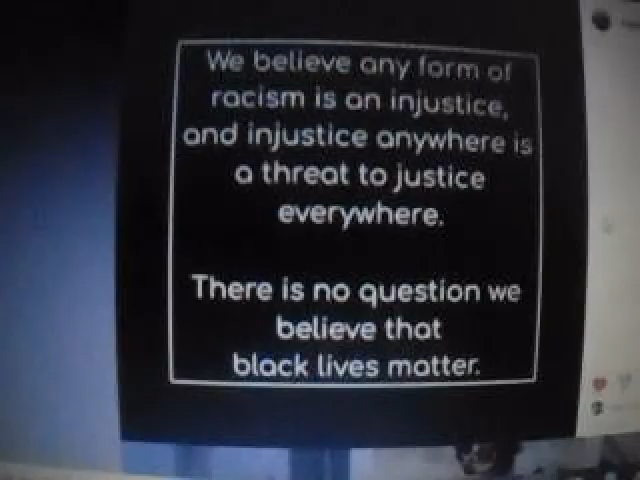 We believe any form of
racism is an injustice,
and injustice anywhere is
a threat to justice
everywhere.
There is no question we
believe that
black lives matter.